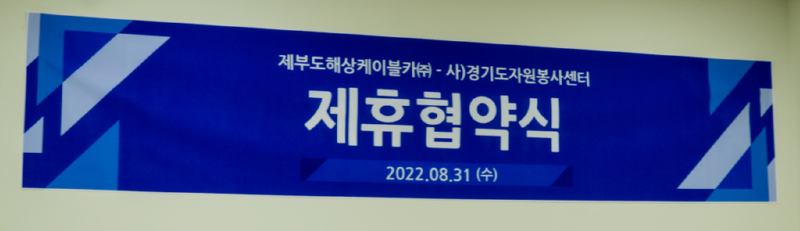 제부도해상케이블카㈜ - 사)경기도자원봉사센터
제휴협약식
2022.08.31 (수)